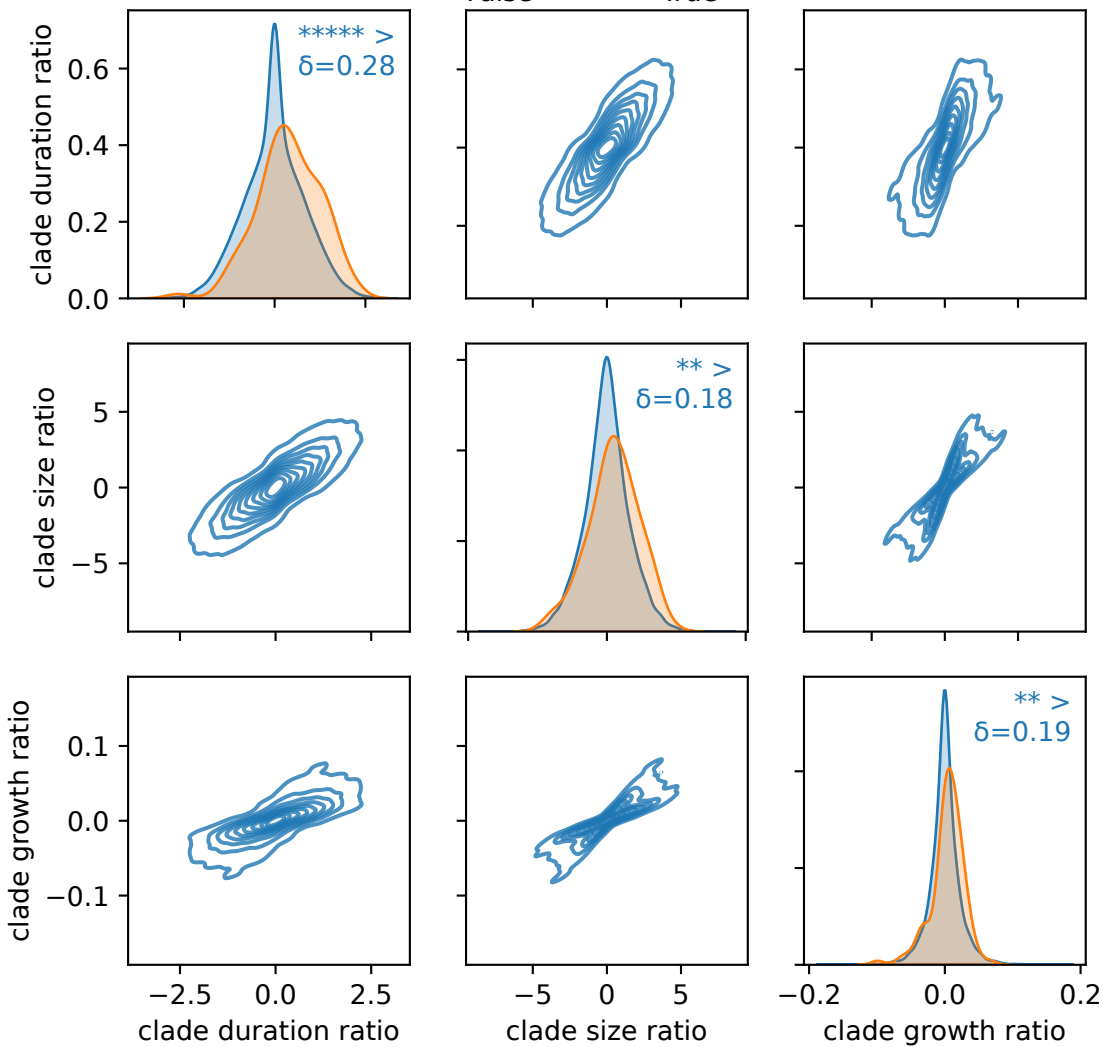 clade duration ratio
0.6
0.4
0.2
0.0
***** >
δ=0.28
clade size ratio
5
0
−5
** >
δ=0.18
clade growth ratio
0.1
0.0
−0.1
** >
δ=0.19
−2.5 0.0 2.5
−5 0 5
−0.2 0.0 0.2
clade duration ratio
clade size ratio
clade growth ratio